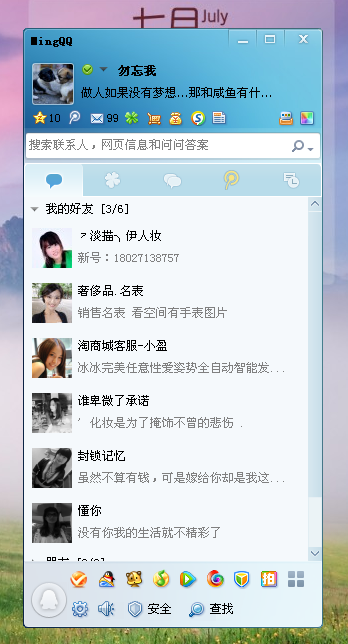 七月July
MingQQ
勿忘我
做人如果没有梦想...那和咸鱼有什...
10
99
搜索联系人，网页信息和问问答案
我的好友 [3/6]
ㄗ淡描╮伊人妆
新号：18027138757
奢侈品.名表
销售名表 看空间有手表图片
淘商城客服-小盈
冰冰完美任意性爱姿势全自动智能发...
谁卑微了承诺
′ 化妆是为了掩饰不曾的悲伤 .
封锁记忆
虽然不算有钱，可是嫁给你却是我这...
懂你
没有你我的生活就不精彩了
安全 查找